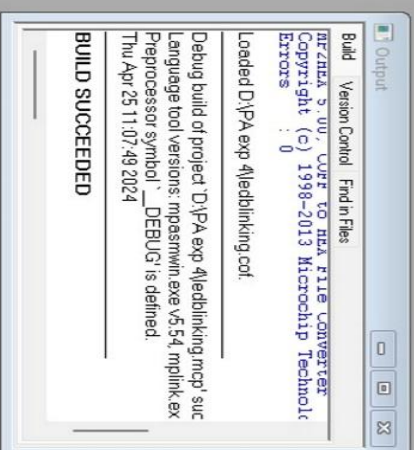 Output
Build Version Control Find in Files
MP2HEX 5.00, COFF to HEX File Converter
Copyright (c) 1998-2013 Microchip Technolo
Errors : 0
Loaded D:\PA exp 4\ledblinking.cof.
Debug build of project `D:\PA exp 4\ledblinking.mcp' suc
Language tool versions: mpasmwin.exe v5.54, mplink.ex
Preprocessor symbol `__DEBUG' is defined.
Thu Apr 25 11:07:49 2024
BUILD SUCCEEDED